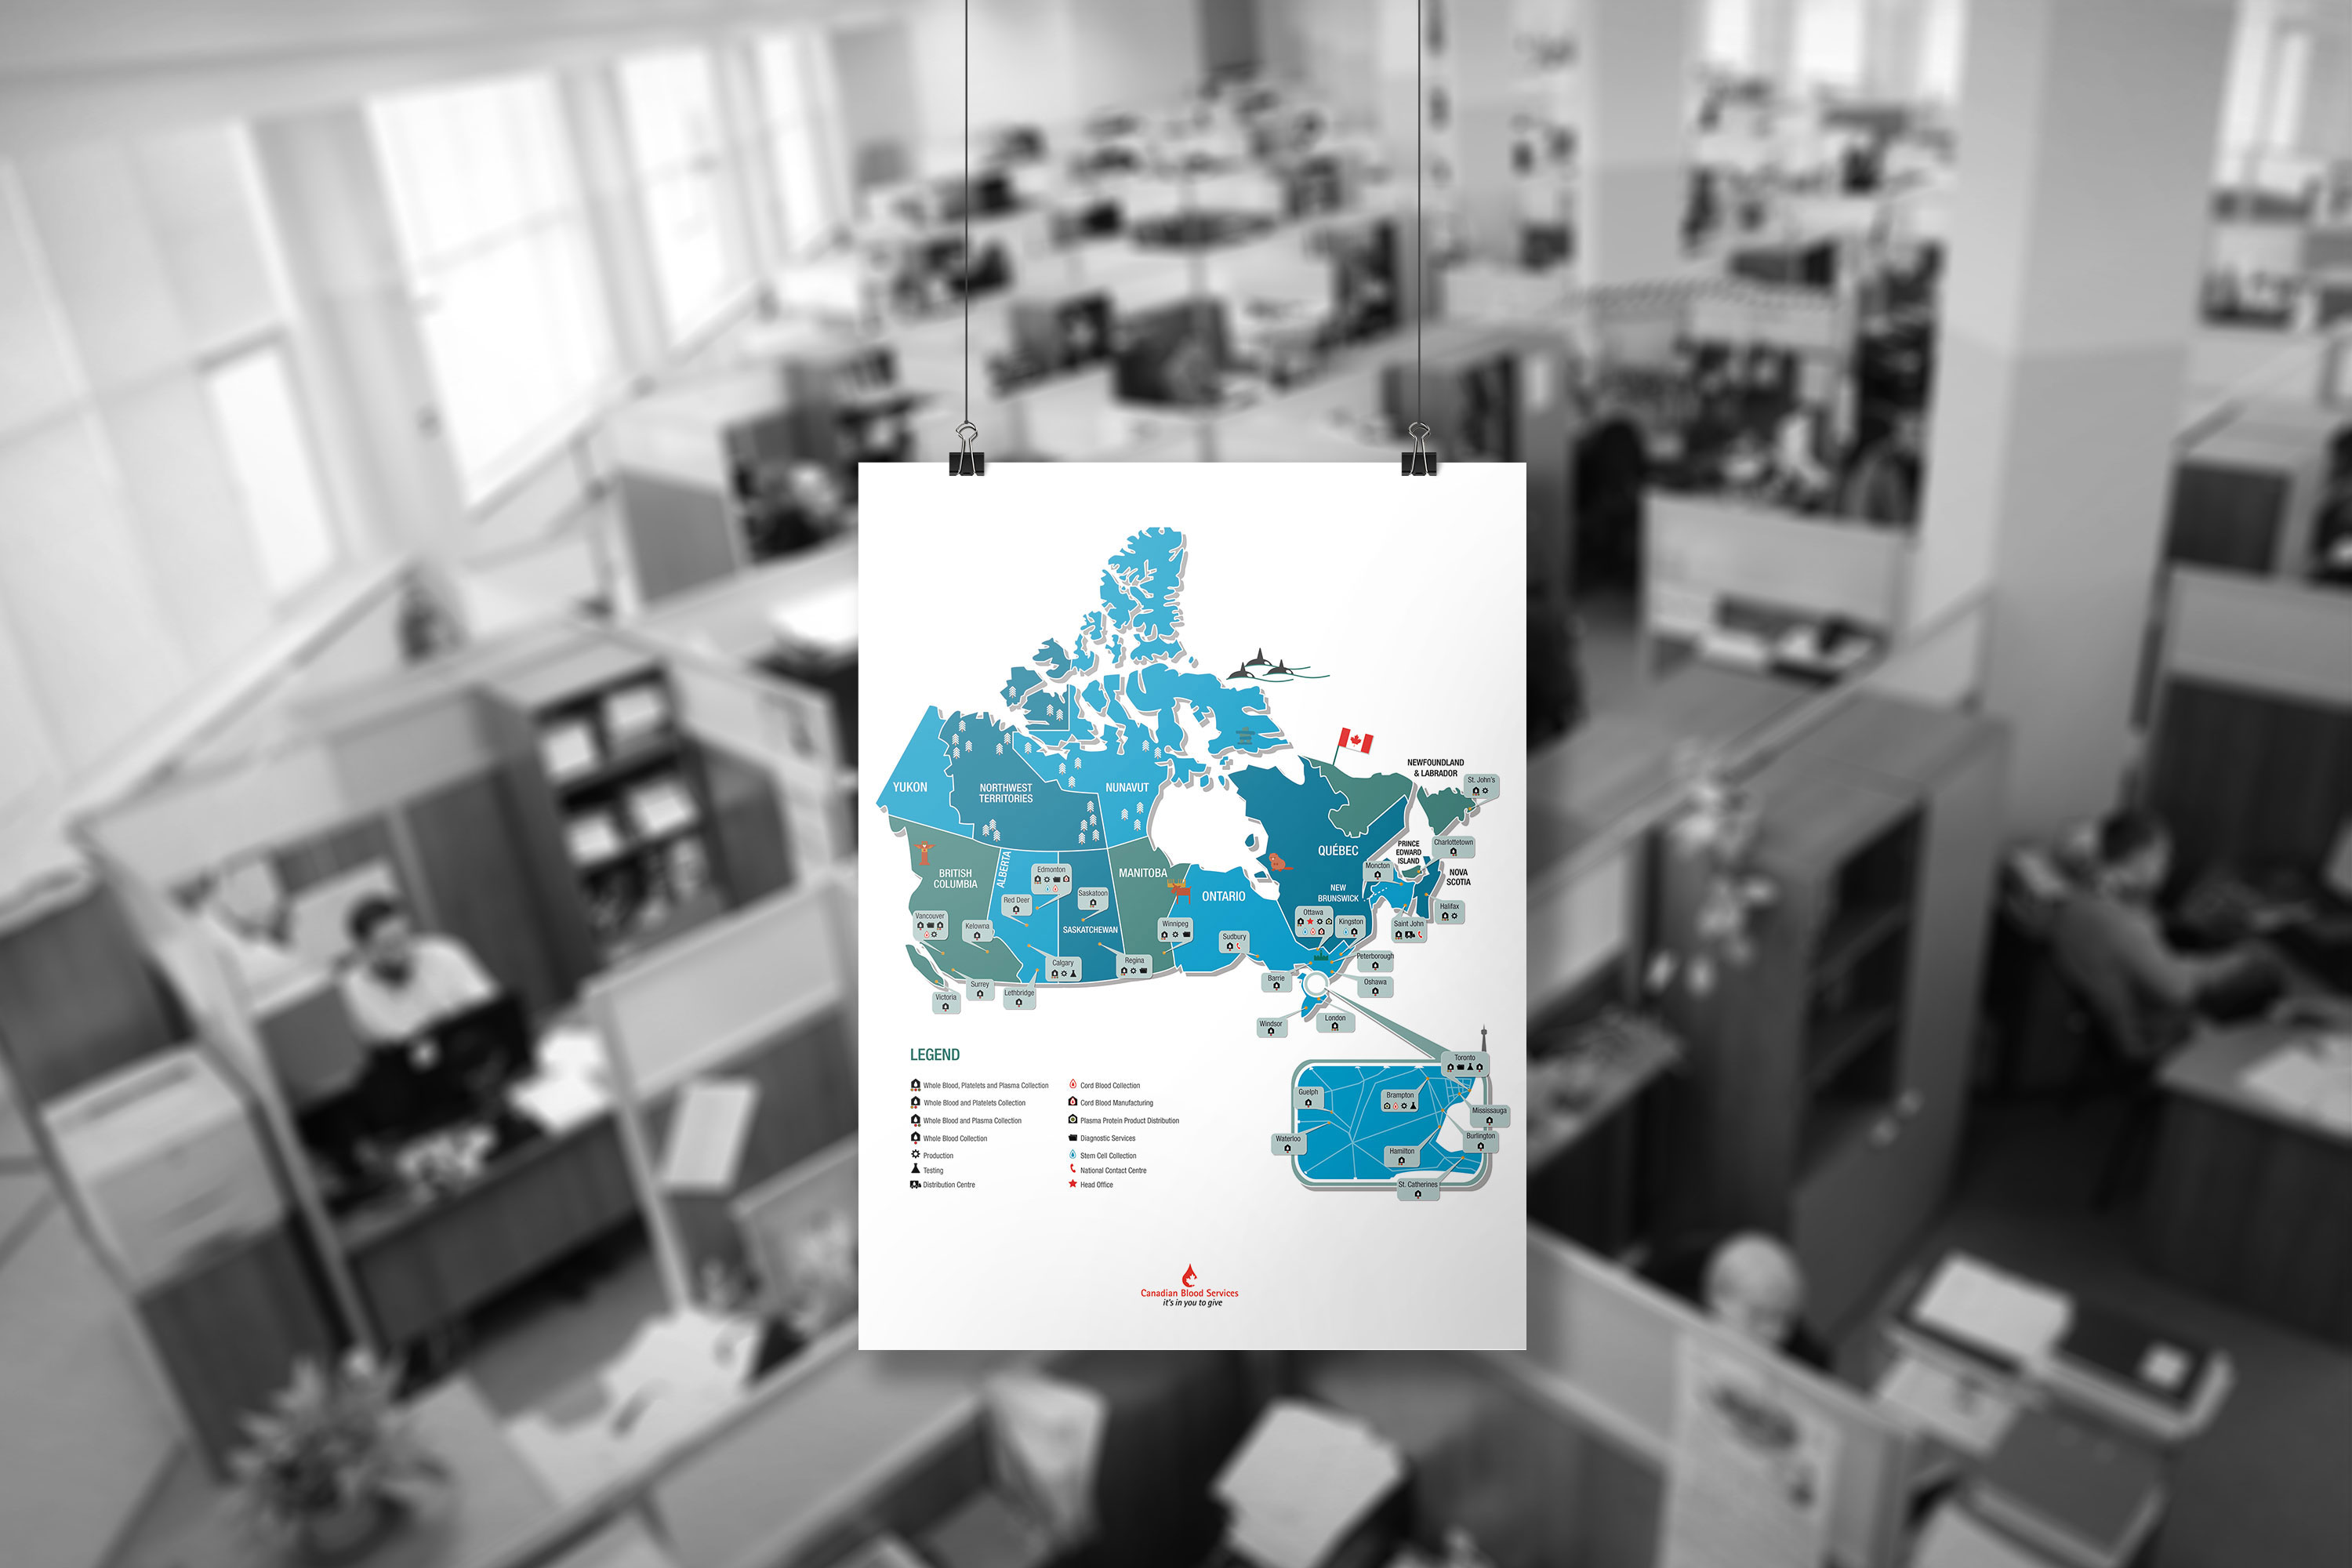 NEWFOUNDLAND
& LABRADOR
St. John's
YUKON
NORTHWEST
TERRITORIES
NUNAVUT
QUÉBEC
PRINCE
EDWARD
ISLAND
Charlottetown
Moncton
NOVA
SCOTIA
BRITISH
COLUMBIA
ALBERTA
Edmonton
Saskatoon
Red Deer
MANITOBA
ONTARIO
NEW
BRUNSWICK
Halifax
Vancouver
Kelowna
SASKATCHEWAN
Winnipeg
Sudbury
Ottawa
Kingston
Saint John
Calgary
Regina
Peterborough
Barrie
Oshawa
Surrey
Victoria
Lethbridge
Windsor
London
LEGEND
Whole Blood, Platelets and Plasma Collection
Whole Blood and Platelets Collection
Whole Blood and Plasma Collection
Whole Blood Collection
Production
Testing
Distribution Centre
Cord Blood Collection
Cord Blood Manufacturing
Plasma Protein Product Distribution
Diagnostic Services
Stem Cell Collection
National Contact Centre
Head Office
Toronto
Guelph
Brampton
Mississauga
Waterloo
Burlington
Hamilton
St. Catherines
Canadian Blood Services
it's in you to give